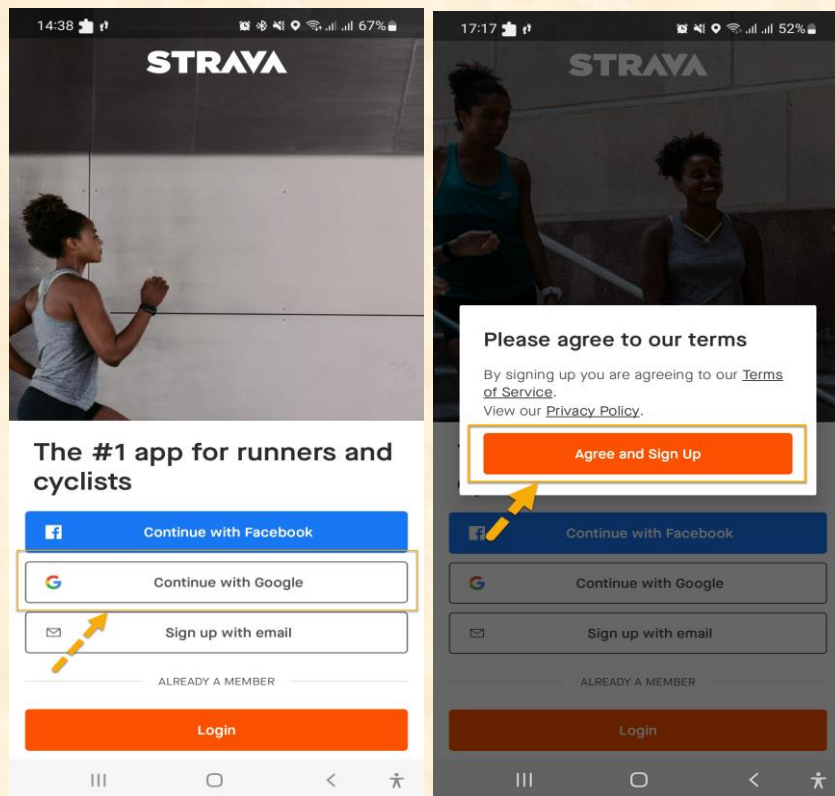 14:38
67%
STRAVA
The #1 app for runners and
cyclists
Continue with Facebook
Continue with Google
Sign up with email
ALREADY A MEMBER
Login
17:17
52%
STRAVA
Please agree to our terms
By signing up you are agreeing to our Terms
of Service.
View our Privacy Policy.
Agree and Sign Up
Continue with Facebook
Continue with Google
Sign up with email
ALREADY A MEMBER
Login